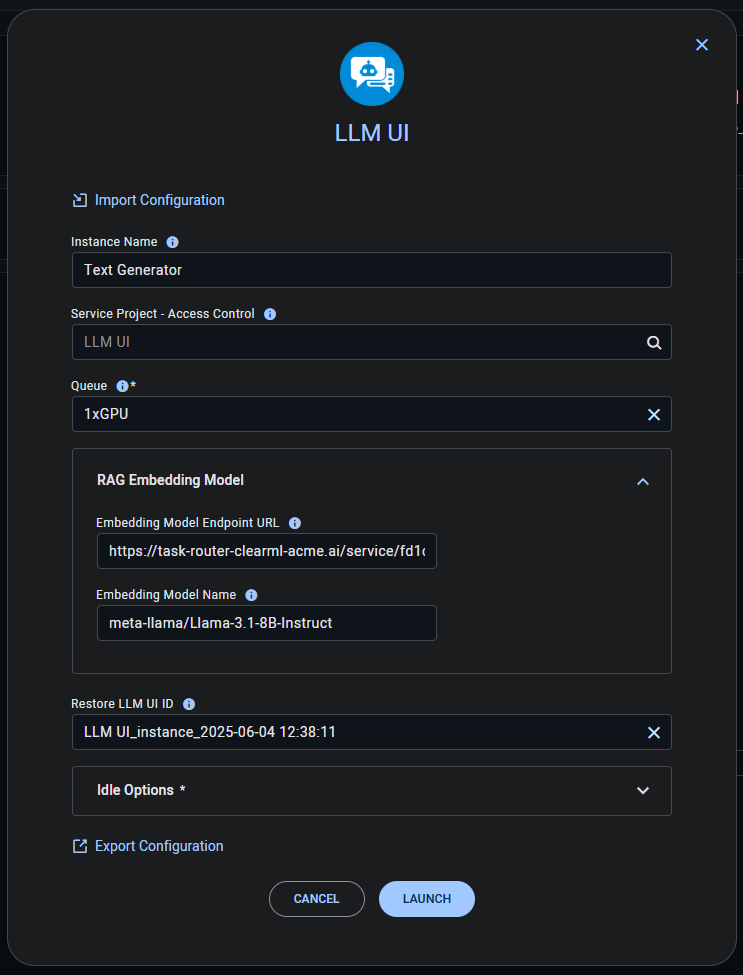 LLM UI
Import Configuration
Instance Name
Text Generator
Service Project - Access Control
LLM UI
Queue *
1xGPU
RAG Embedding Model
Embedding Model Endpoint URL
https://task-router-clearml-acme.ai/service/fd1c
Embedding Model Name
meta-llama/Llama-3.1-8B-Instruct
Restore LLM UI ID
LLM UI_instance_2025-06-04 12:38:11
Idle Options *
Export Configuration
CANCEL LAUNCH